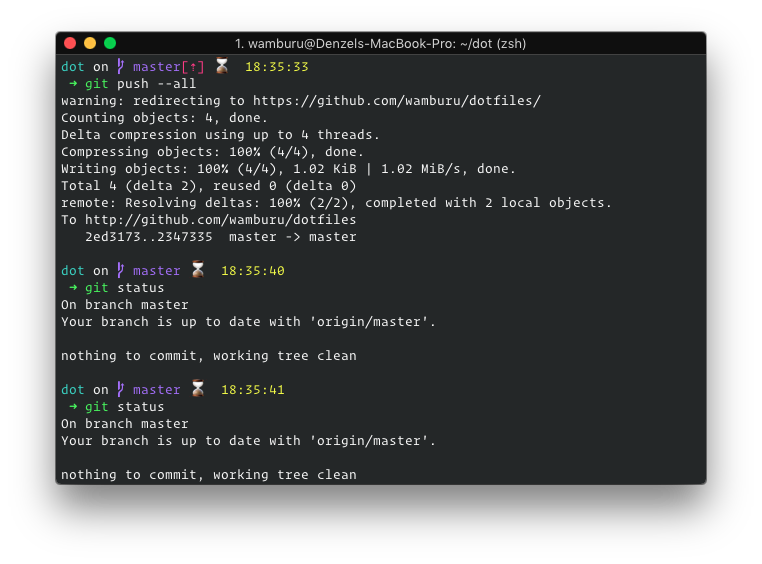 1. wamburu@Denzels-MacBook-Pro: ~/dot (zsh)
dot on master[⇡] ⌛ 18:35:33
➜ git push --all
warning: redirecting to https://github.com/wamburu/dotfiles/
Counting objects: 4, done.
Delta compression using up to 4 threads.
Compressing objects: 100% (4/4), done.
Writing objects: 100% (4/4), 1.02 KiB | 1.02 MiB/s, done.
Total 4 (delta 2), reused 0 (delta 0)
remote: Resolving deltas: 100% (2/2), completed with 2 local objects.
To http://github.com/wamburu/dotfiles
   2ed3173..2347335  master -> master
dot on master ⌛ 18:35:40
➜ git status
On branch master
Your branch is up to date with 'origin/master'.
nothing to commit, working tree clean
dot on master ⌛ 18:35:41
➜ git status
On branch master
Your branch is up to date with 'origin/master'.
nothing to commit, working tree clean